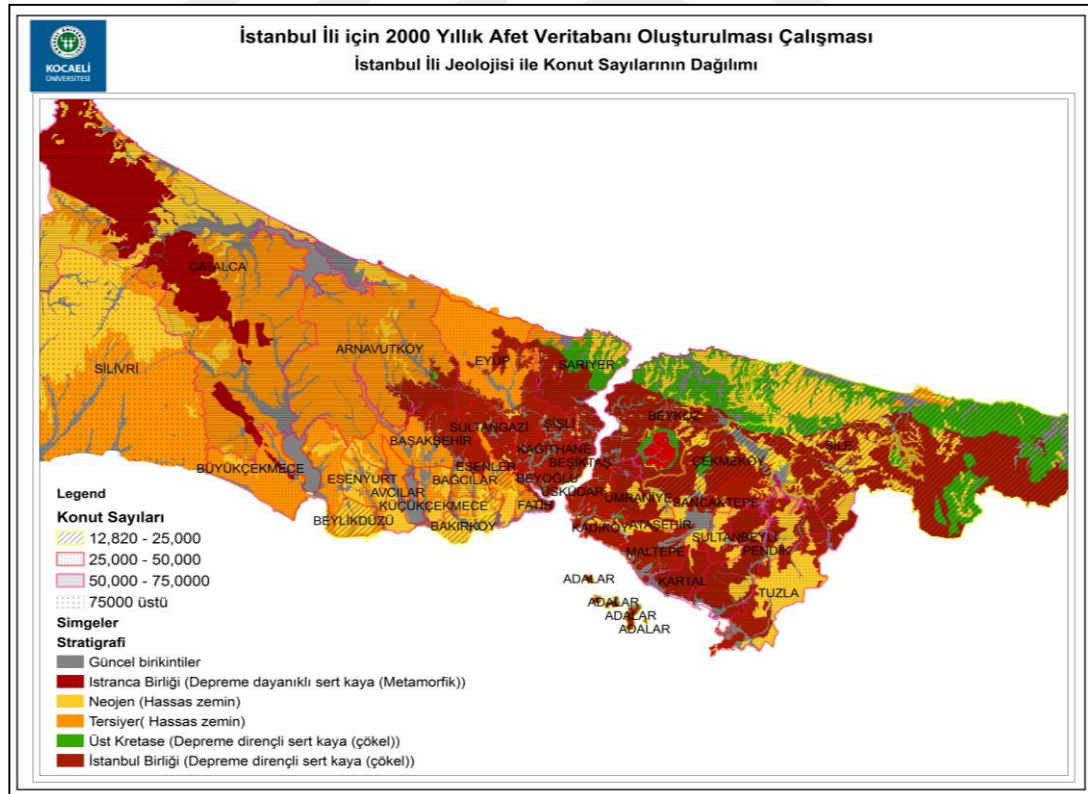 İstanbul İli için 2000 Yıllık Afet Veritabanı Oluşturulması Çalışması
İstanbul İli Jeolojisi ile Konut Sayılarının Dağılımı
KOCAELİ
ÜNİVERSİTESİ
ÇATALCA
SİLİVRİ
ARNAVUTKÖY
EYÜP
SARIYER
BÜYÜKÇEKMECE
BAŞAKŞEHİR
SULTANGAZİ
ŞİŞLİ
KAĞITHANE
BEŞİKTAŞ
BEYOĞLU
ESENLER
BAĞCILAR
ESENYURT
AVCILAR
KÜÇÜKÇEKMECE
BEYLİKDÜZÜ
BAKIRKÖY
FATİH
ÜSKÜDAR
BEYKOZ
ÇEKMEKÖY
ŞİLE
ÜMRANİYE
SANCAKTEPE
KADIKÖY
ATAŞEHİR
SULTANBEYLİ
MALTEPE
PENDİK
KARTAL
TUZLA
ADALAR
ADALAR
ADALAR
ADALAR
Legend
Konut Sayıları
12,820 - 25,000
25,000 - 50,000
50,000 - 75,0000
75000 üstü
Simgeler
Stratigrafi
Güncel birikintiler
Istranca Birliği (Depreme dayanıklı sert kaya (Metamorfik))
Neojen (Hassas zemin)
Tersiyer( Hassas zemin)
Üst Kretase (Depreme dirençli sert kaya (çökel))
İstanbul Birliği (Depreme dirençli sert kaya (çökel))